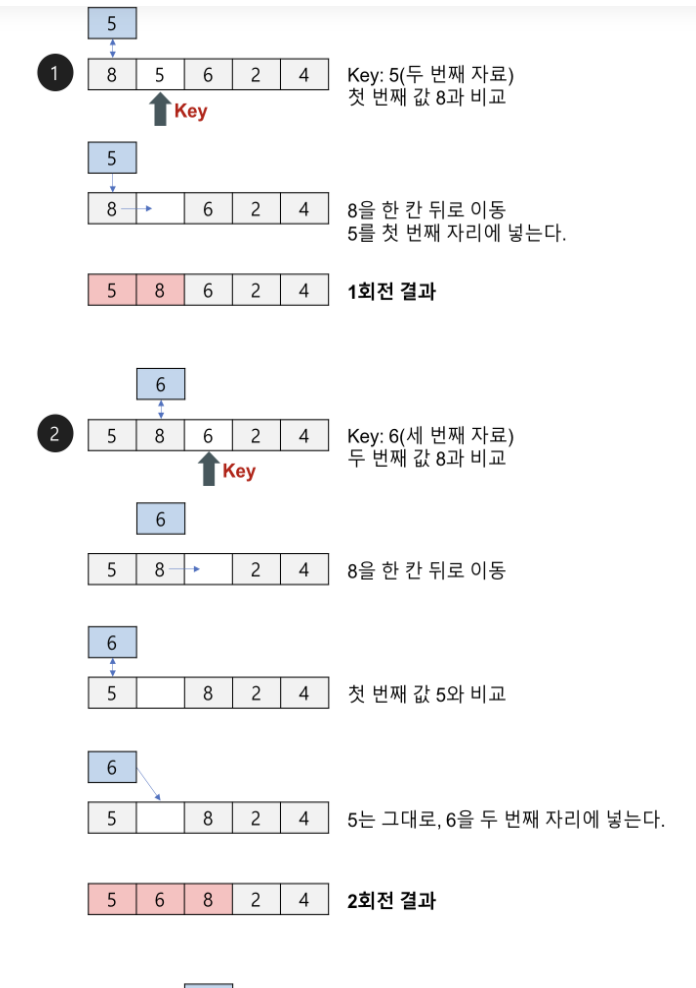 5
1
8 5 6 2 4
Key: 5(두 번째 자료)
첫 번째 값 8과 비교
Key
5
8 6 2 4
8을 한 칸 뒤로 이동
5를 첫 번째 자리에 넣는다.
5 8 6 2 4
1회전 결과
6
2
5 8 6 2 4
Key: 6(세 번째 자료)
두 번째 값 8과 비교
Key
6
5 8 2 4
8을 한 칸 뒤로 이동
6
5 8 2 4
첫 번째 값 5와 비교
6
5 8 2 4
5는 그대로, 6을 두 번째 자리에 넣는다.
5 6 8 2 4
2회전 결과